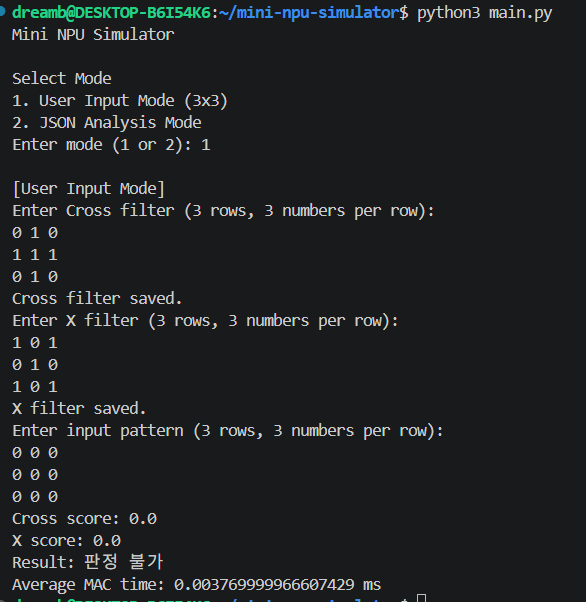 dreamb@DESKTOP-B6I54K6:~/mini-npu-simulator$ python3 main.py
Mini NPU Simulator
Select Mode
1. User Input Mode (3x3)
2. JSON Analysis Mode
Enter mode (1 or 2): 1
[User Input Mode]
Enter Cross filter (3 rows, 3 numbers per row):
0 1 0
1 1 1
0 1 0
Cross filter saved.
Enter X filter (3 rows, 3 numbers per row):
1 0 1
0 1 0
1 0 1
X filter saved.
Enter input pattern (3 rows, 3 numbers per row):
0 0 0
0 0 0
0 0 0
Cross score: 0.0
X score: 0.0
Result: 판정 불가
Average MAC time: 0.003769999966607429 ms